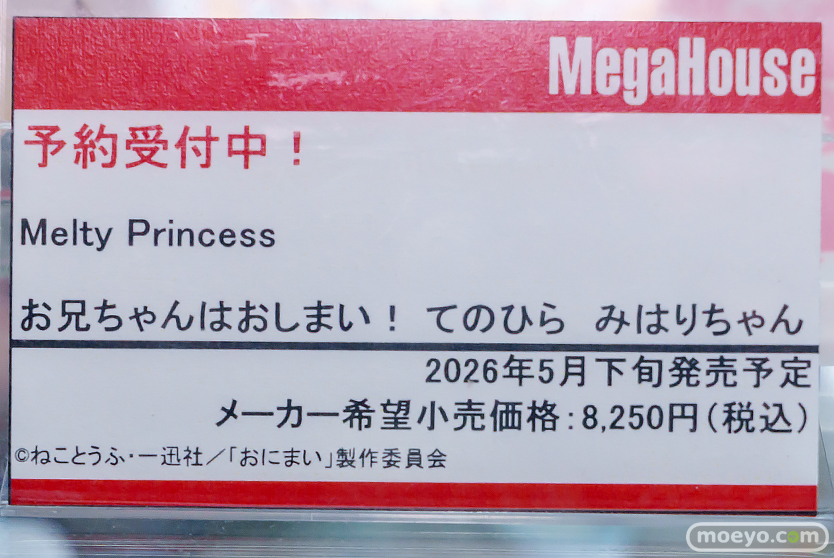 MegaHouse
予約受付中！
Melty Princess
お兄ちゃんはおしまい！ てのひら みはりちゃん
2026年5月下旬発売予定
メーカー希望小売価格：8,250円（税込）
©ねことうふ・一迅社／「おにまい」製作委員会
moeyo.com